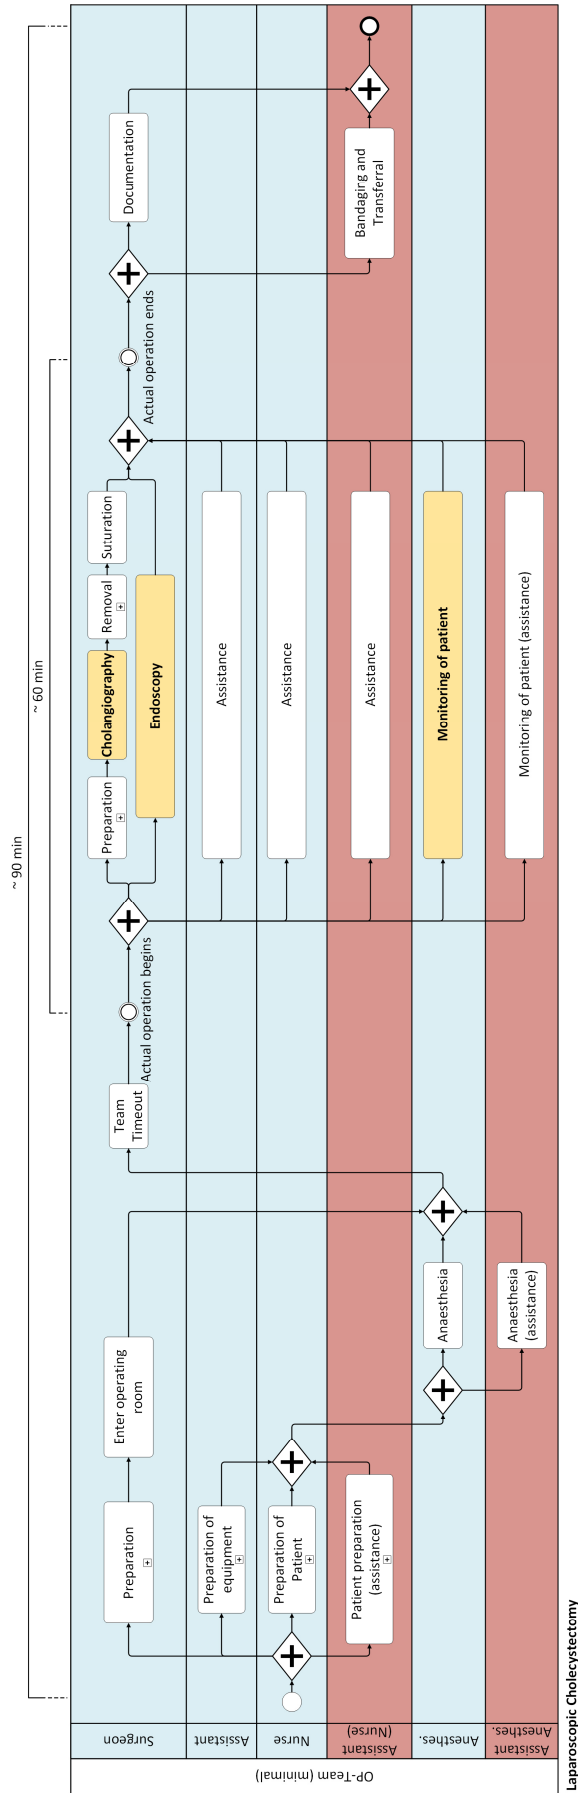 ~ 90 min
~ 60 min
OP-Team (minimal)
Surgeon
Assistant
Nurse
Assistant
(Nurse)
Anesthes.
Assistant
Anesthes.
Preparation
Enter operating
room
Preparation of
equipment
Preparation of
Patient
Patient preparation
(assistance)
Anaesthesia
Anaesthesia
(assistance)
Team
Timeout
Actual operation begins
Preparation
Cholangiography
Removal
Suturation
Endoscopy
Assistance
Assistance
Assistance
Monitoring of patient
Monitoring of patient (assistance)
Actual operation ends
Documentation
Bandaging and
Transferral
Laparoscopic Cholecystectomy